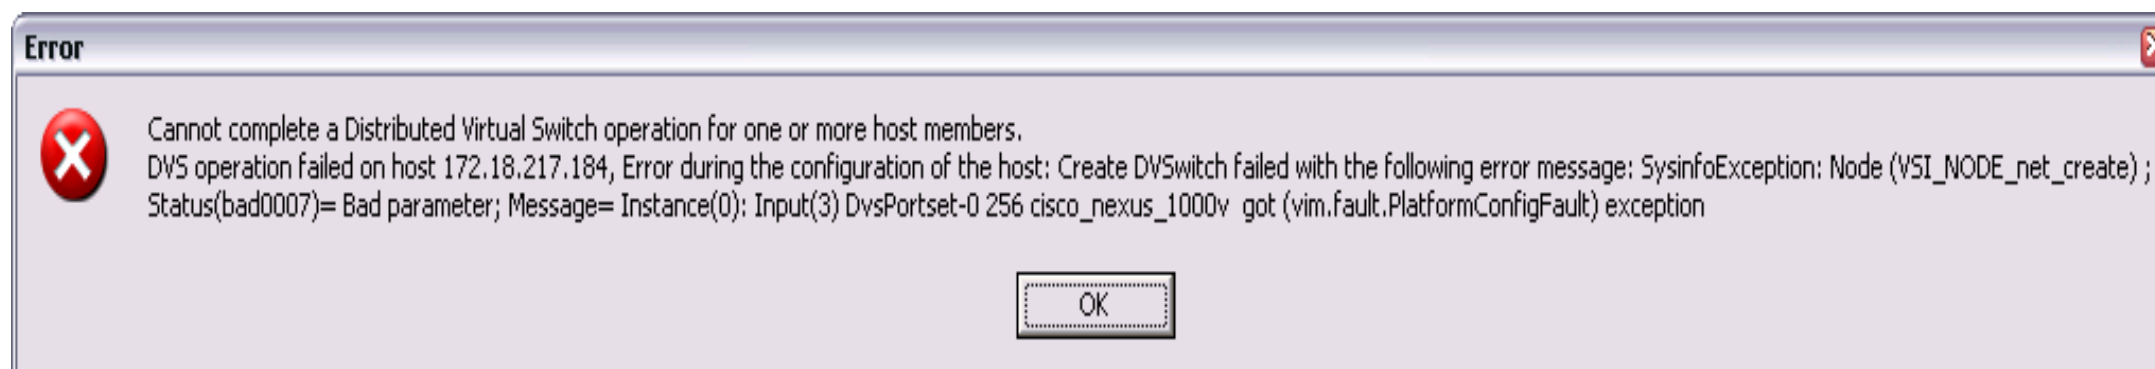 Error
Cannot complete a Distributed Virtual Switch operation for one or more host members.
DVS operation failed on host 172.18.217.184, Error during the configuration of the host: Create DVSwitch failed with the following error message: SysinfoException: Node (VSI_NODE_net_create) ;
Status(bad0007)= Bad parameter; Message= Instance(0): Input(3) DvsPortset-0 256 cisco_nexus_1000v got (vim.fault.PlatformConfigFault) exception
OK